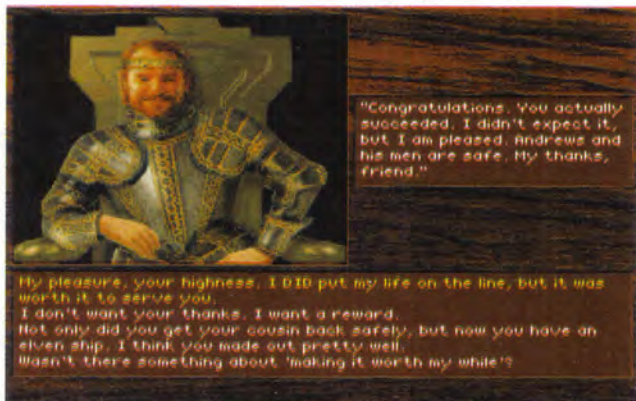 "Congratulations. You actually
succeeded. I didn't expect it,
but I am pleased. Andrews and
his men are safe. My thanks,
friend."
My pleasure, your highness. I DID put my life on the line, but it was
worth it to serve you.
I don't want your thanks. I want a reward.
Not only did you get your cousin back safely, but now you have an
elven ship. I think you made out pretty well.
Wasn't there something about 'making it worth my while'?